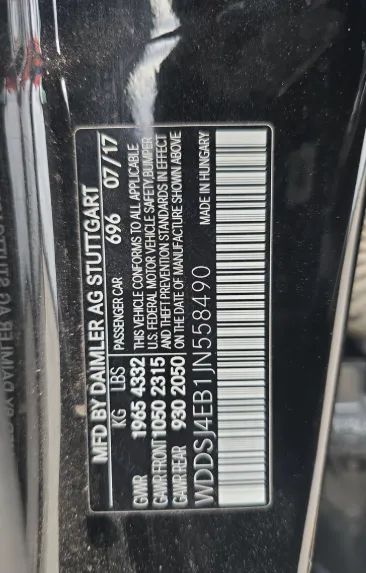 MFD BY DAIMLER AG STUTTGART
KG LBS PASSENGER CAR 696 07/17
GVWR 1965 4332 THIS VEHICLE CONFORMS TO ALL APPLICABLE
U.S. FEDERAL MOTOR VEHICLE SAFETY, BUMPER
GAWR FRONT 1050 2315 AND THEFT PREVENTION STANDARDS IN EFFECT
GAWR REAR 930 2050 ON THE DATE OF MANUFACTURE SHOWN ABOVE
WDDSJ4EB1JN558490 MADE IN HUNGARY